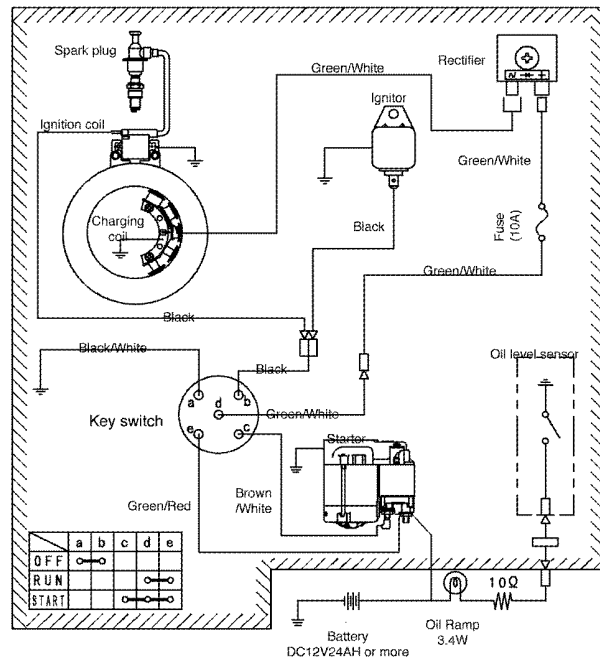 Spark plug
Green/White
Rectifier
Ignitor
Ignition coil
Green/White
Charging
coil
Fuse
(10A)
Black
Green/White
Black
Black/White
Oil level sensor
Black
a
b
d
Green/White
Key switch
e
c
Startor
Brown
/White
Green/Red
a b c d e
OFF
RUN
START
10Ω
Oil Ramp
3.4W
Battery
DC12V24AH or more